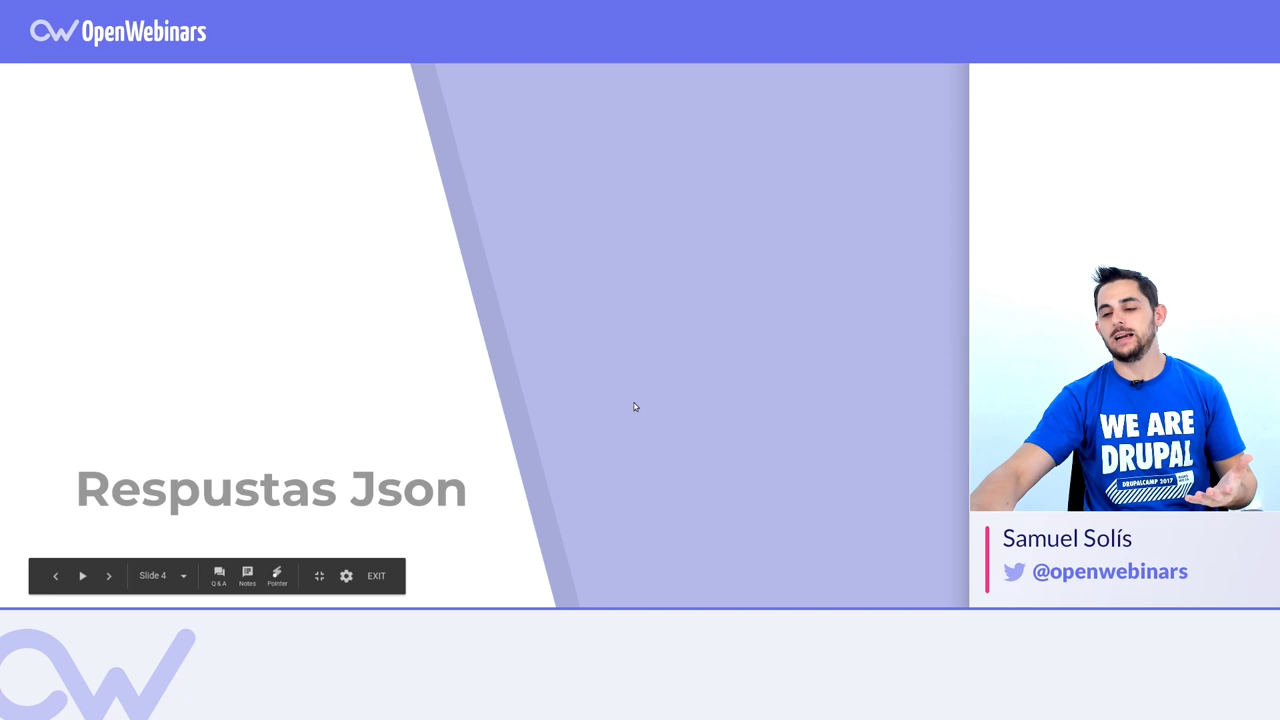 OpenWebinars
Respustas Json
Slide 4
Q & A
Notes
Pointer
EXIT
WE ARE
DRUPAL
DRUPALCAMP 2017
Samuel Solís
@openwebinars